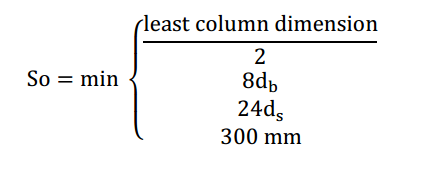 least column dimension
2
So = min
8d_b
24d_s
300 mm